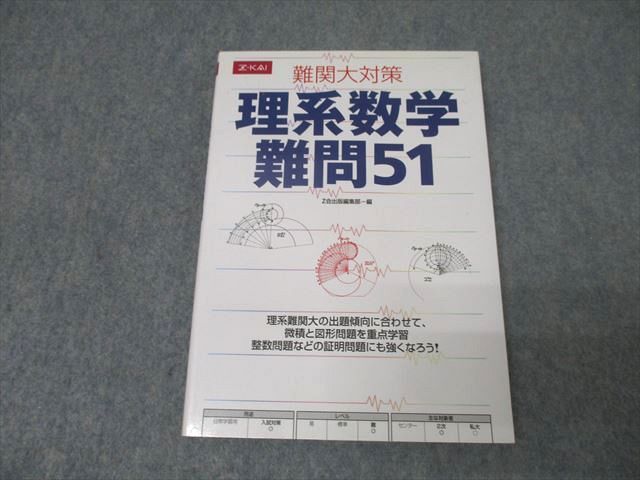 Z-KAI
難関大対策
理系数学
難問51
Z会出版編集部＝編
理系難関大の出題傾向に合わせて、
微積と図形問題を重点学習
整数問題などの証明問題にも強くなろう！
用途 レベル 主な対象者
日常学習用 入試対策 易 標準 難 センター 2次 私大
○ ○ ○ ○